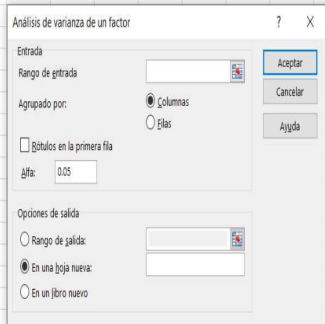 Análisis de varianza de un factor ? X
Entrada
Rango de entrada
Aceptar
Agrupado por: Columnas
Cancelar
Filas
Ayuda
Rótulos en la primera fila
Alfa: 0.05
Opciones de salida
Rango de salida:
En una hoja nueva:
En un libro nuevo